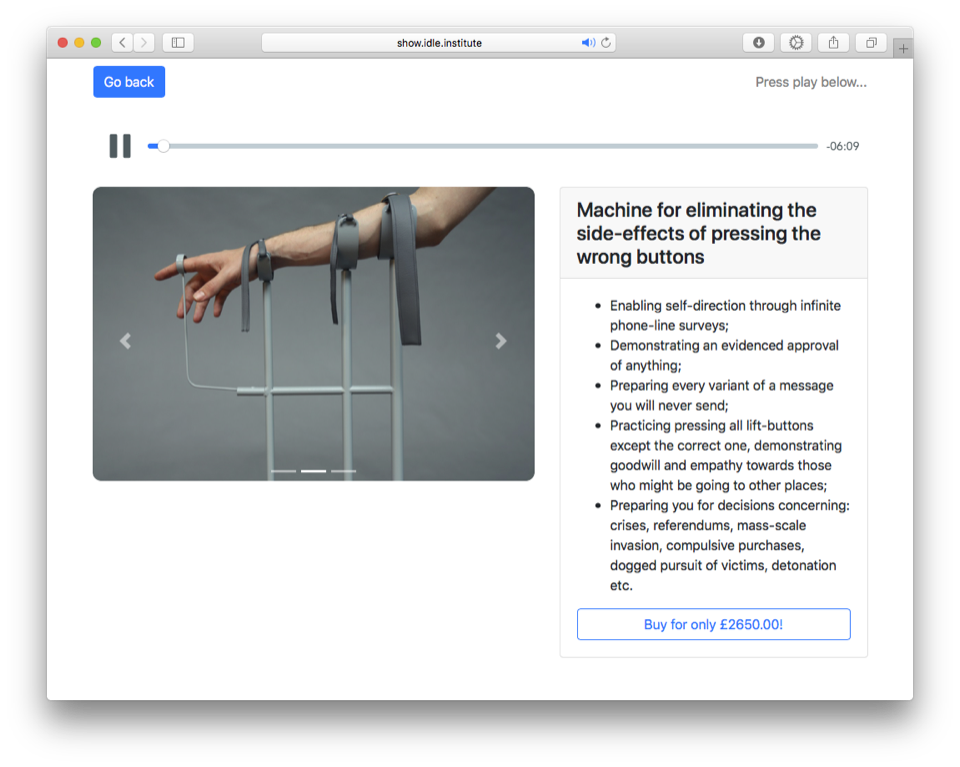 show.idle.institute
Go back
Press play below...
-06:09
Machine for eliminating the
side-effects of pressing the
wrong buttons
• Enabling self-direction through infinite
phone-line surveys;
• Demonstrating an evidenced approval
of anything;
• Preparing every variant of a message
you will never send;
• Practicing pressing all lift-buttons
except the correct one, demonstrating
goodwill and empathy towards those
who might be going to other places;
• Preparing you for decisions concerning:
crises, referendums, mass-scale
invasion, compulsive purchases,
dogged pursuit of victims, detonation
etc.
Buy for only £2650.00!